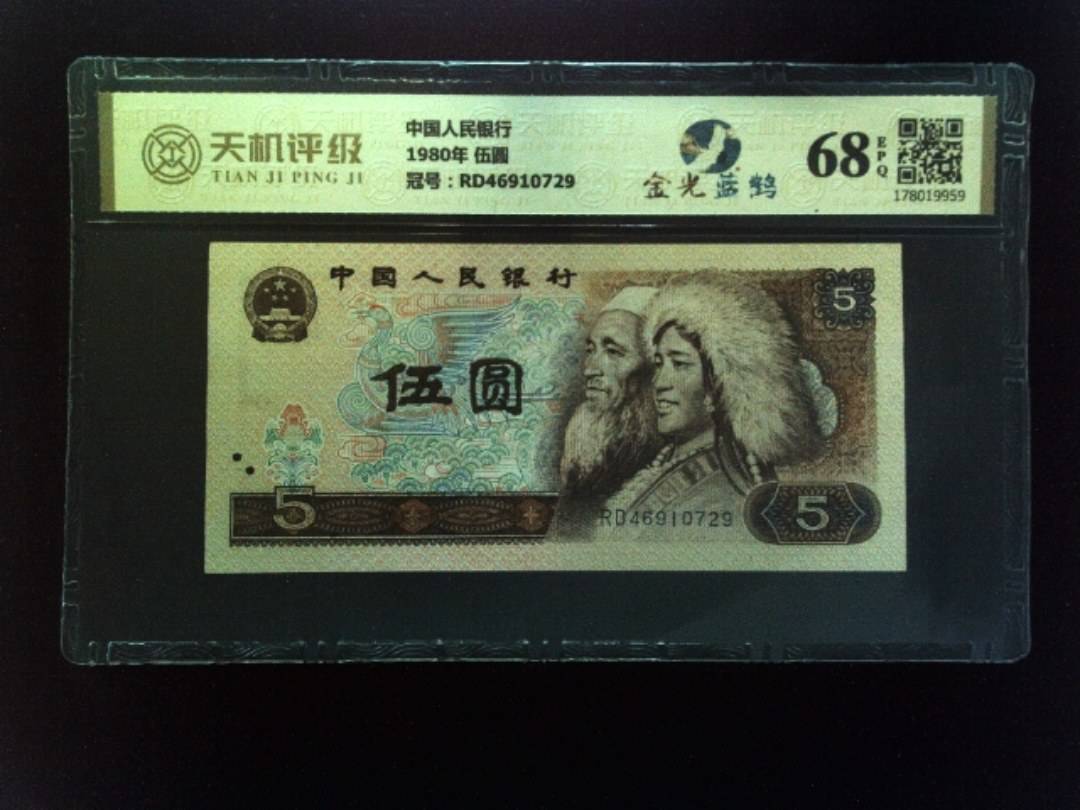 天机评级
TIAN JI PING JI
中国人民银行
1980年 伍圆
冠号：RD46910729
金光蓝鹤
68
EPQ
178019959
中国人民银行
5
伍圆
5
RD46910729
5